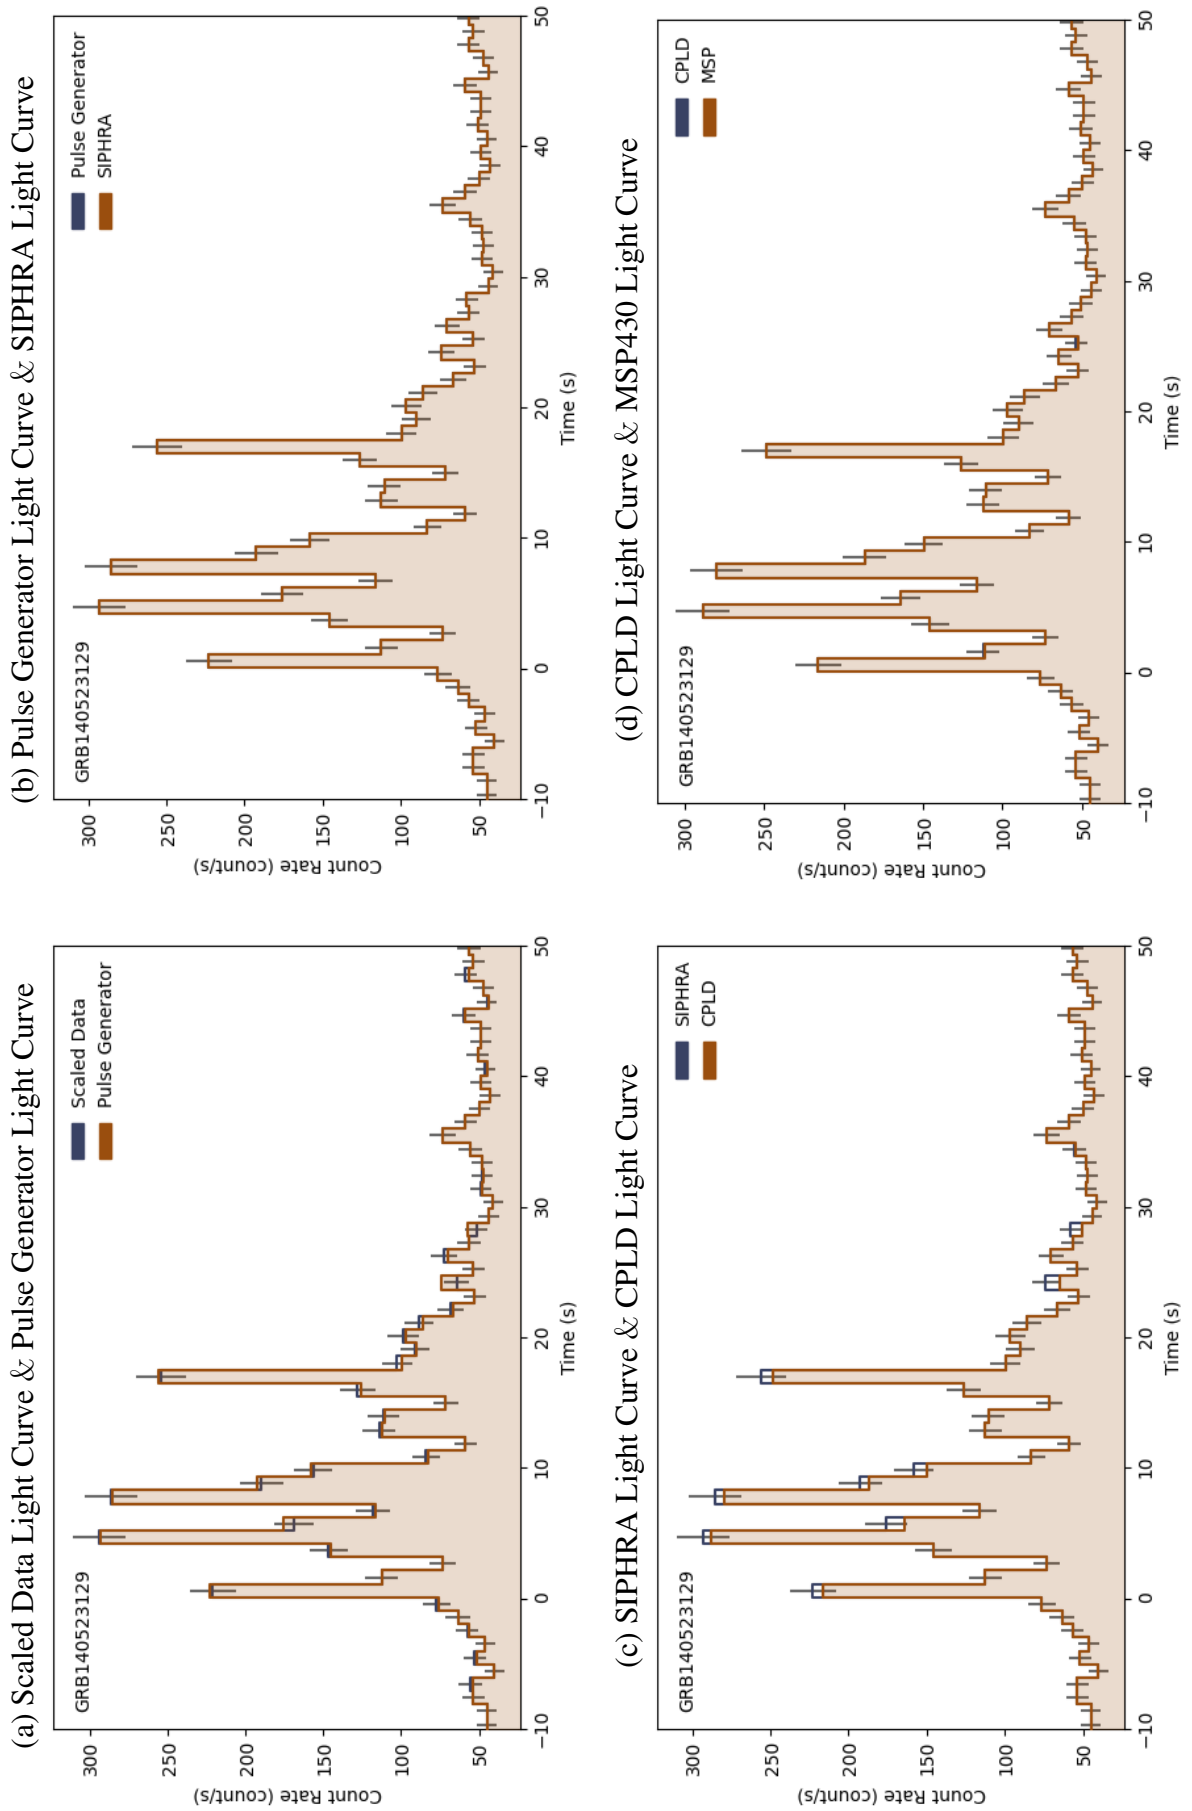 (a) Scaled Data Light Curve & Pulse Generator Light Curve
GRB140523129
Scaled Data
Pulse Generator
300
250
200
150
100
50
Count Rate (count/s)
−10
0
10
20
30
40
50
Time (s)
(b) Pulse Generator Light Curve & SIPHRA Light Curve
GRB140523129
Pulse Generator
SIPHRA
300
250
200
150
100
50
Count Rate (count/s)
−10
0
10
20
30
40
50
Time (s)
(c) SIPHRA Light Curve & CPLD Light Curve
GRB140523129
SIPHRA
CPLD
300
250
200
150
100
50
Count Rate (count/s)
−10
0
10
20
30
40
50
Time (s)
(d) CPLD Light Curve & MSP430 Light Curve
GRB140523129
CPLD
MSP
300
250
200
150
100
50
Count Rate (count/s)
−10
0
10
20
30
40
50
Time (s)